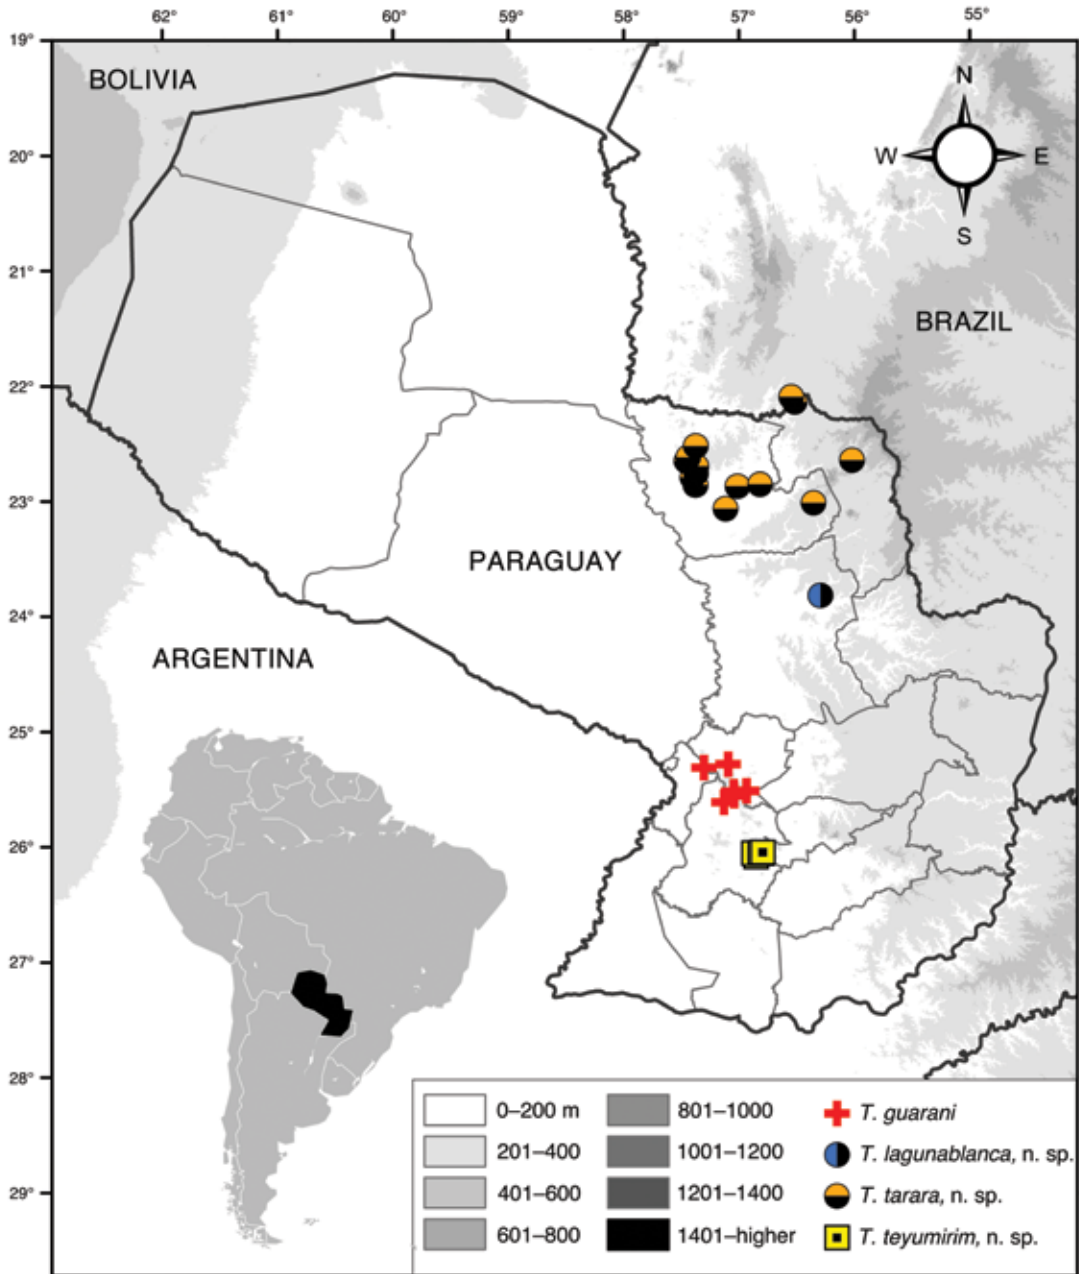 62° 61° 60° 59° 58° 57° 56° 55°
19°
BOLIVIA
N
20°
W E
S
21°
BRAZIL
22°
23°
PARAGUAY
24°
ARGENTINA
25°
26°
27°
28°
0–200 m 801–1000 T. guarani
201–400 1001–1200 T. lagunablanca, n. sp.
401–600 1201–1400 T. tarara, n. sp.
601–800 1401–higher T. teyumirim, n. sp.
29°